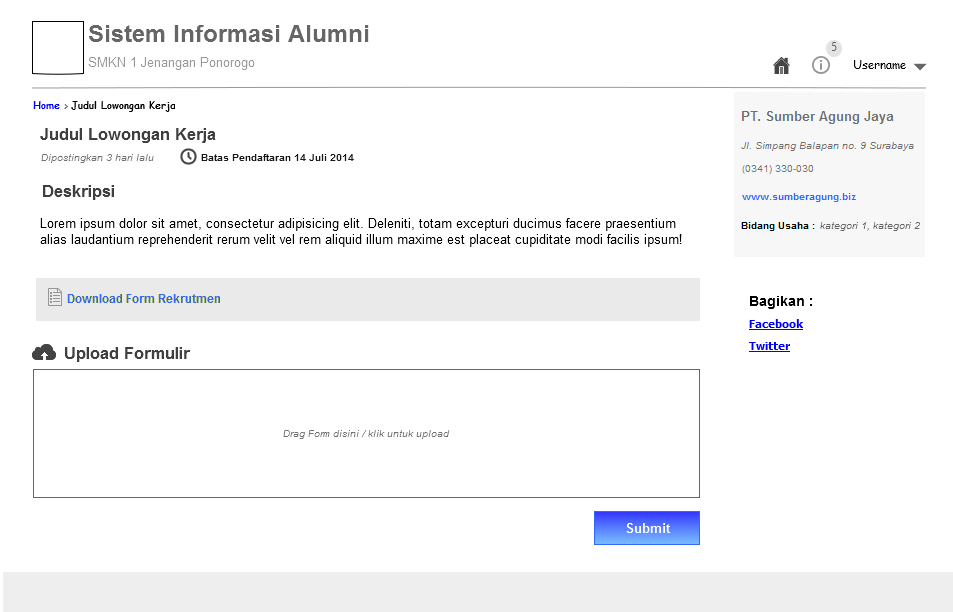 Sistem Informasi Alumni
SMKN 1 Jenangan Ponorogo
5
Username
Home > Judul Lowongan Kerja
Judul Lowongan Kerja
Dipostingkan 3 hari lalu Batas Pendaftaran 14 Juli 2014
Deskripsi
Lorem ipsum dolor sit amet, consectetur adipisicing elit. Deleniti, totam excepturi ducimus facere praesentium
alias laudantium reprehenderit rerum velit vel rem aliquid illum maxime est placeat cupiditate modi facilis ipsum!
Download Form Rekrutmen
Upload Formulir
Drag Form disini / klik untuk upload
Submit
PT. Sumber Agung Jaya
Jl. Simpang Balapan no. 9 Surabaya
(0341) 330-030
www.sumberagung.biz
Bidang Usaha : kategori 1, kategori 2
Bagikan :
Facebook
Twitter